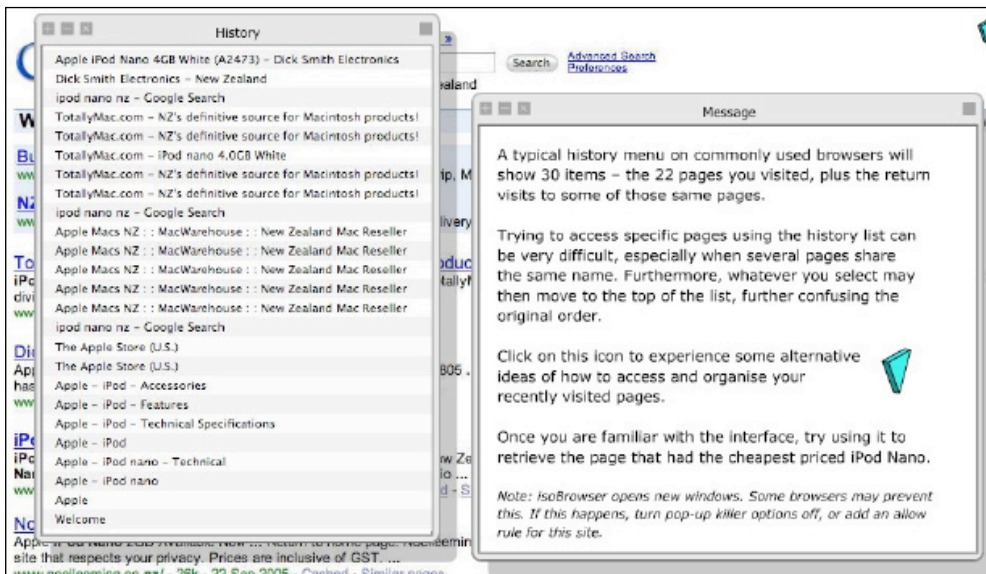 History
Apple iPod Nano 4GB White (A2473) – Dick Smith Electronics
Dick Smith Electronics – New Zealand
ipod nano nz – Google Search
TotallyMac.com – NZ's definitive source for Macintosh products!
TotallyMac.com – NZ's definitive source for Macintosh products!
TotallyMac.com – iPod nano 4.0GB White
TotallyMac.com – NZ's definitive source for Macintosh products!
TotallyMac.com – NZ's definitive source for Macintosh products!
ipod nano nz – Google Search
Apple Macs NZ : : MacWarehouse : : New Zealand Mac Reseller
Apple Macs NZ : : MacWarehouse : : New Zealand Mac Reseller
Apple Macs NZ : : MacWarehouse : : New Zealand Mac Reseller
Apple Macs NZ : : MacWarehouse : : New Zealand Mac Reseller
Apple Macs NZ : : MacWarehouse : : New Zealand Mac Reseller
ipod nano nz – Google Search
The Apple Store (U.S.)
The Apple Store (U.S.)
Apple – iPod – Accessories
Apple – iPod – Features
Apple – iPod – Technical Specifications
Apple – iPod
Apple – iPod nano – Technical
Apple – iPod nano
Apple
Welcome
Search
Advanced Search
Preferences
Message
A typical history menu on commonly used browsers will
show 30 items – the 22 pages you visited, plus the return
visits to some of those same pages.
Trying to access specific pages using the history list can
be very difficult, especially when several pages share
the same name. Furthermore, whatever you select may
then move to the top of the list, further confusing the
original order.
Click on this icon to experience some alternative
ideas of how to access and organise your
recently visited pages.
Once you are familiar with the interface, try using it to
retrieve the page that had the cheapest priced iPod Nano.
Note: isoBrowser opens new windows. Some browsers may prevent
this. If this happens, turn pop-up killer options off, or add an allow
rule for this site.
site that respects your privacy. Prices are inclusive of GST. ...